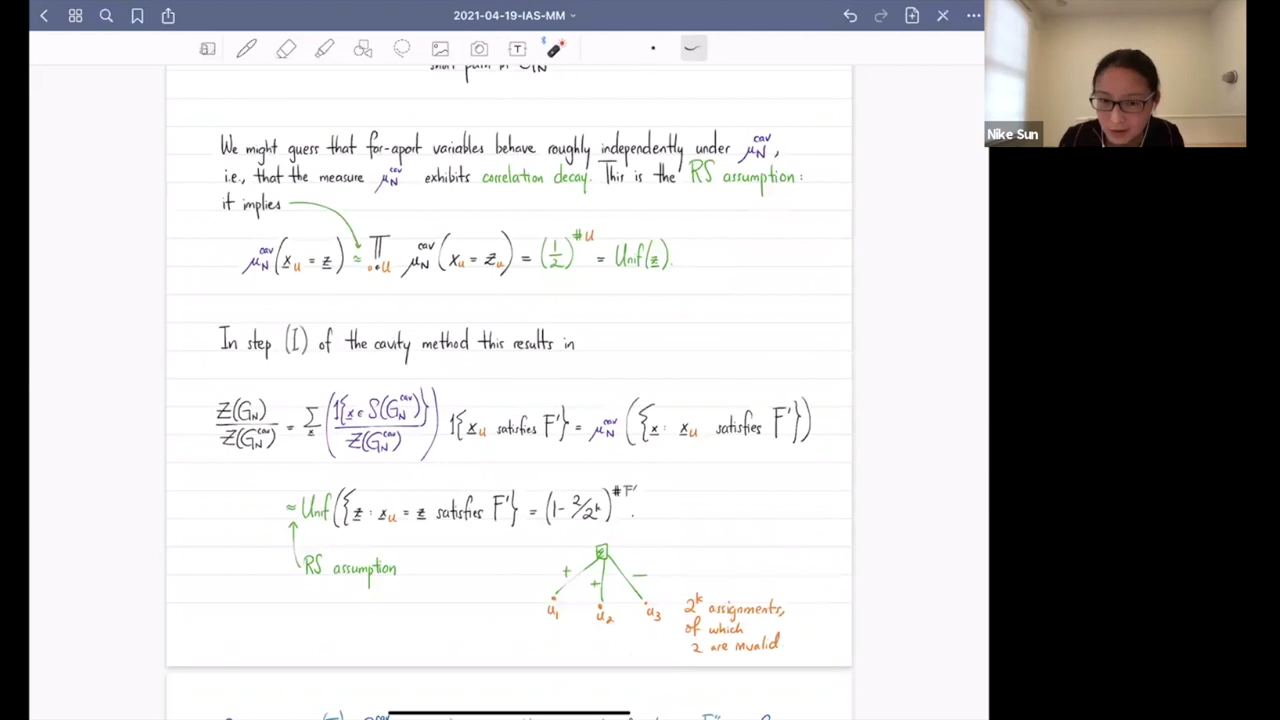 2021-04-19-IAS-MM
Nike Sun
We might guess that far-apart variables behave roughly independently under μ_N^cav,
i.e., that the measure μ_N^cav exhibits correlation decay. This is the RS assumption:
it implies
μ_N^cav(x_u = z) ≈ ∏_{u∈U} μ_N^cav(x_u = z_u) = (1/2)^{#U} = Unif(z).
In step (I) of the cavity method this results in
Z(G_N)/Z(G_N^cav) = Σ_x (1{x ∈ S(G_N^cav)}/Z(G_N^cav)) 1{x_u satisfies F'} = μ_N^cav({x : x_u satisfies F'})
≈ Unif({z : x_u = z satisfies F'} = (1 - 2/2^k)^{#F'}.
RS assumption
+ + −
u₁ u₂ u₃
2^k assignments,
of which
2 are invalid